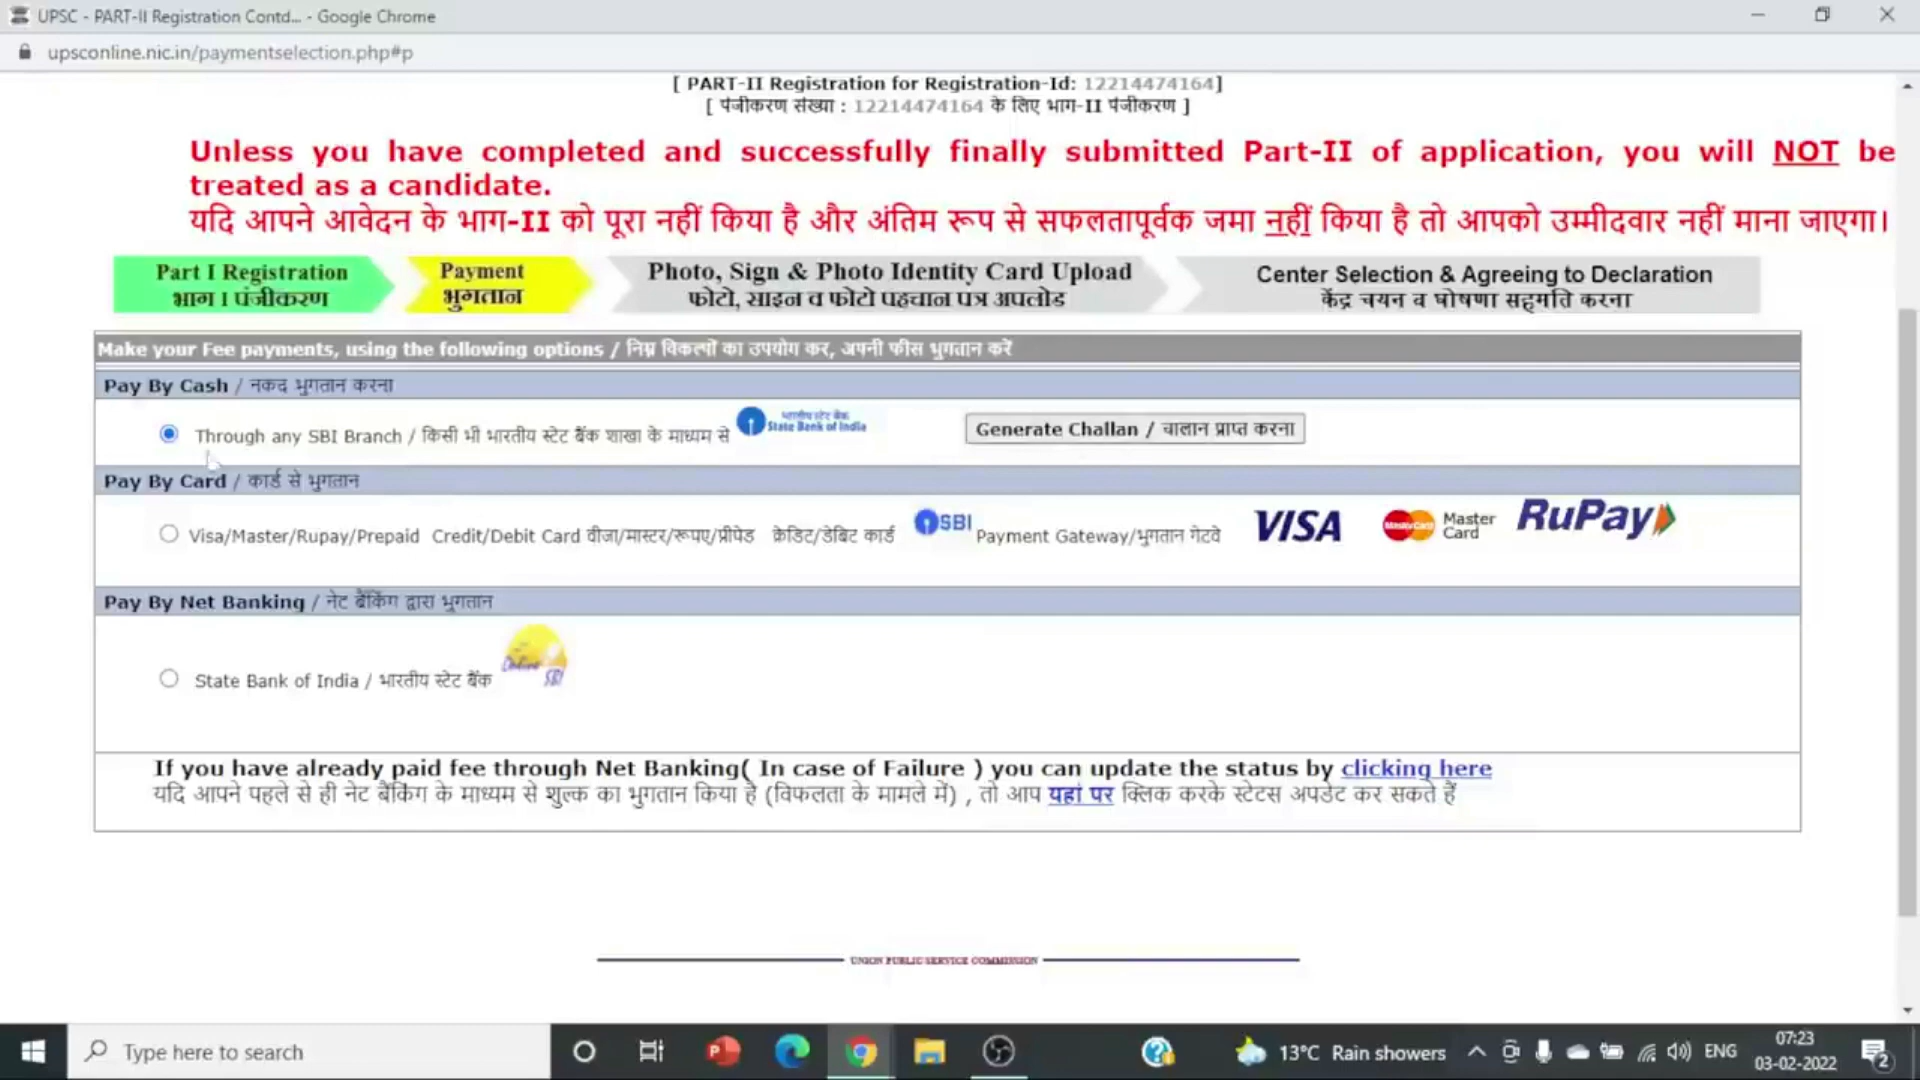 UPSC - PART-II Registration Contd... - Google Chrome
upsconline.nic.in/paymentselection.php#p
[ PART-II Registration for Registration-Id: 12214474164]
[ पंजीकरण संख्या : 12214474164 के लिए भाग-II पंजीकरण ]
Unless you have completed and successfully finally submitted Part-II of application, you will NOT be
treated as a candidate.
यदि आपने आवेदन के भाग-II को पूरा नहीं किया है और अंतिम रूप से सफलतापूर्वक जमा नहीं किया है तो आपको उम्मीदवार नहीं माना जाएगा।
Part I Registration
भाग I पंजीकरण
Payment
भुगतान
Photo, Sign & Photo Identity Card Upload
फोटो, साइन व फोटो पहचान पत्र अपलोड
Center Selection & Agreeing to Declaration
केंद्र चयन व घोषणा सहमति करना
Make your Fee payments, using the following options / निम्न विकल्पों का उपयोग कर, अपनी फीस भुगतान करें
Pay By Cash / नकद भुगतान करना
Through any SBI Branch / किसी भी भारतीय स्टेट बैंक शाखा के माध्यम से
भारतीय स्टेट बैंक
State Bank of India
Generate Challan / चालान प्राप्त करना
Pay By Card / कार्ड से भुगतान
Visa/Master/Rupay/Prepaid Credit/Debit Card वीजा/मास्टर/रूपए/प्रीपेड क्रेडिट/डेबिट कार्ड SBI Payment Gateway/भुगतान गेटवे VISA MasterCard Master Card RuPay
Pay By Net Banking / नेट बैंकिंग द्वारा भुगतान
State Bank of India / भारतीय स्टेट बैंक Online SBI
If you have already paid fee through Net Banking( In case of Failure ) you can update the status by clicking here
यदि आपने पहले से ही नेट बैंकिंग के माध्यम से शुल्क का भुगतान किया है (विफलता के मामले में) , तो आप यहां पर क्लिक करके स्टेटस अपडेट कर सकते हैं
UNION PUBLIC SERVICE COMMISSION
Type here to search
13°C Rain showers
ENG
07:23
03-02-2022
2